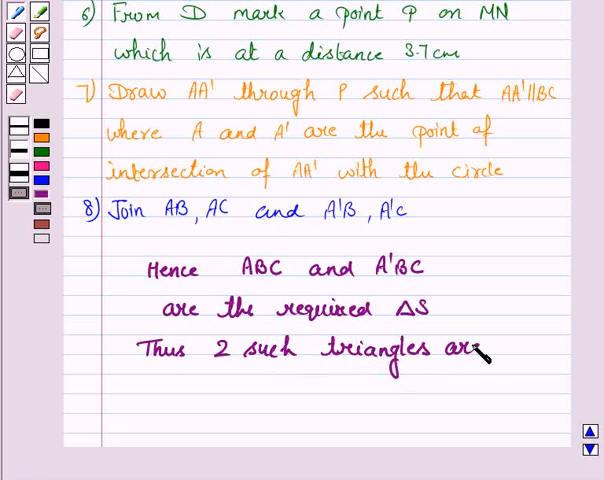 6) From D mark a point P on MN
which is at a distance 3.7cm
7) Draw AA' through P such that AA'||BC
where A and A' are the point of
intersection of AA' with the circle
8) Join AB, AC and A'B, A'C
Hence ABC and A'BC
are the required ΔS
Thus 2 such triangles are